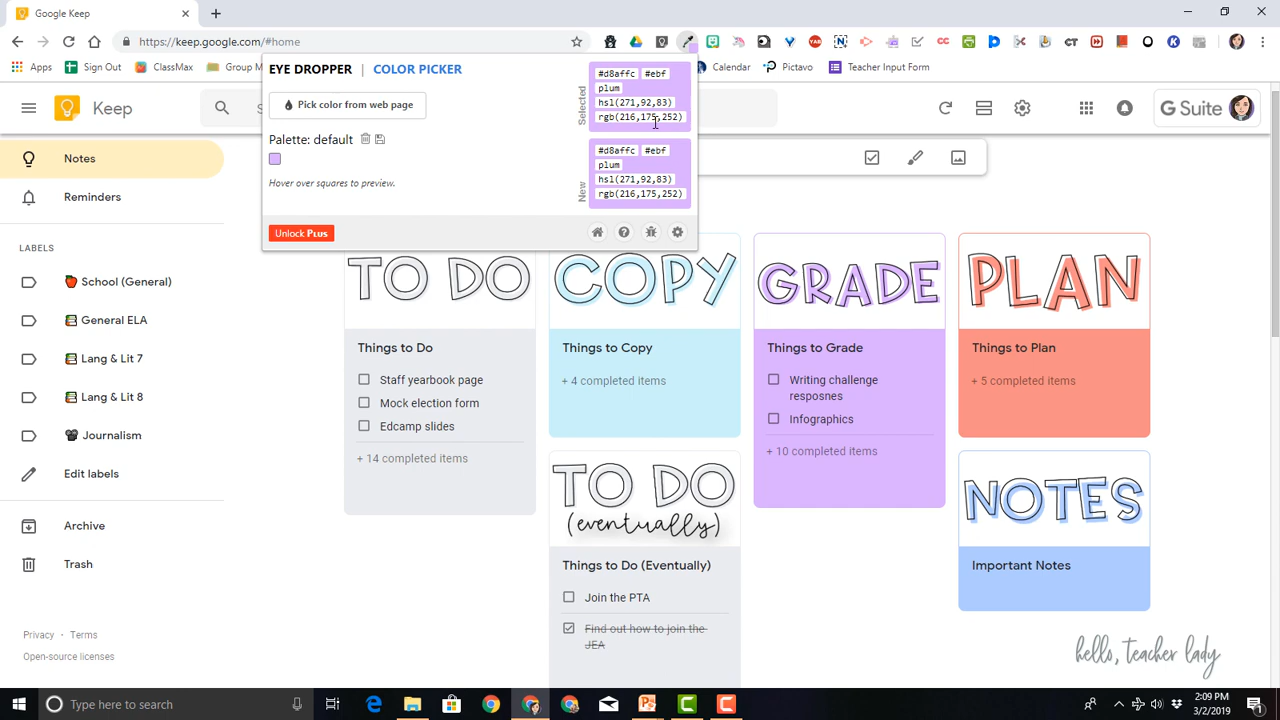 Google Keep
https://keep.google.com/#home
Apps
Sign Out
ClassMax
Group M
Calendar
Pictavo
Teacher Input Form
EYE DROPPER | COLOR PICKER
Pick color from web page
Palette: default
Hover over squares to preview.
Selected
#d8affc #ebf
plum
hsl(271,92,83)
rgb(216,175,252)
New
#d8affc #ebf
plum
hsl(271,92,83)
rgb(216,175,252)
Unlock Plus
Keep
G Suite
Notes
Reminders
LABELS
School (General)
General ELA
Lang & Lit 7
Lang & Lit 8
Journalism
Edit labels
Archive
Trash
Privacy · Terms
Open-source licenses
TO DO
Things to Do
Staff yearbook page
Mock election form
Edcamp slides
+ 14 completed items
COPY
Things to Copy
+ 4 completed items
GRADE
Things to Grade
Writing challenge
resposnes
Infographics
+ 10 completed items
PLAN
Things to Plan
+ 5 completed items
TO DO
(eventually)
Things to Do (Eventually)
Join the PTA
Find out how to join the
JEA
NOTES
Important Notes
hello, teacher lady
Type here to search
2:09 PM
3/2/2019